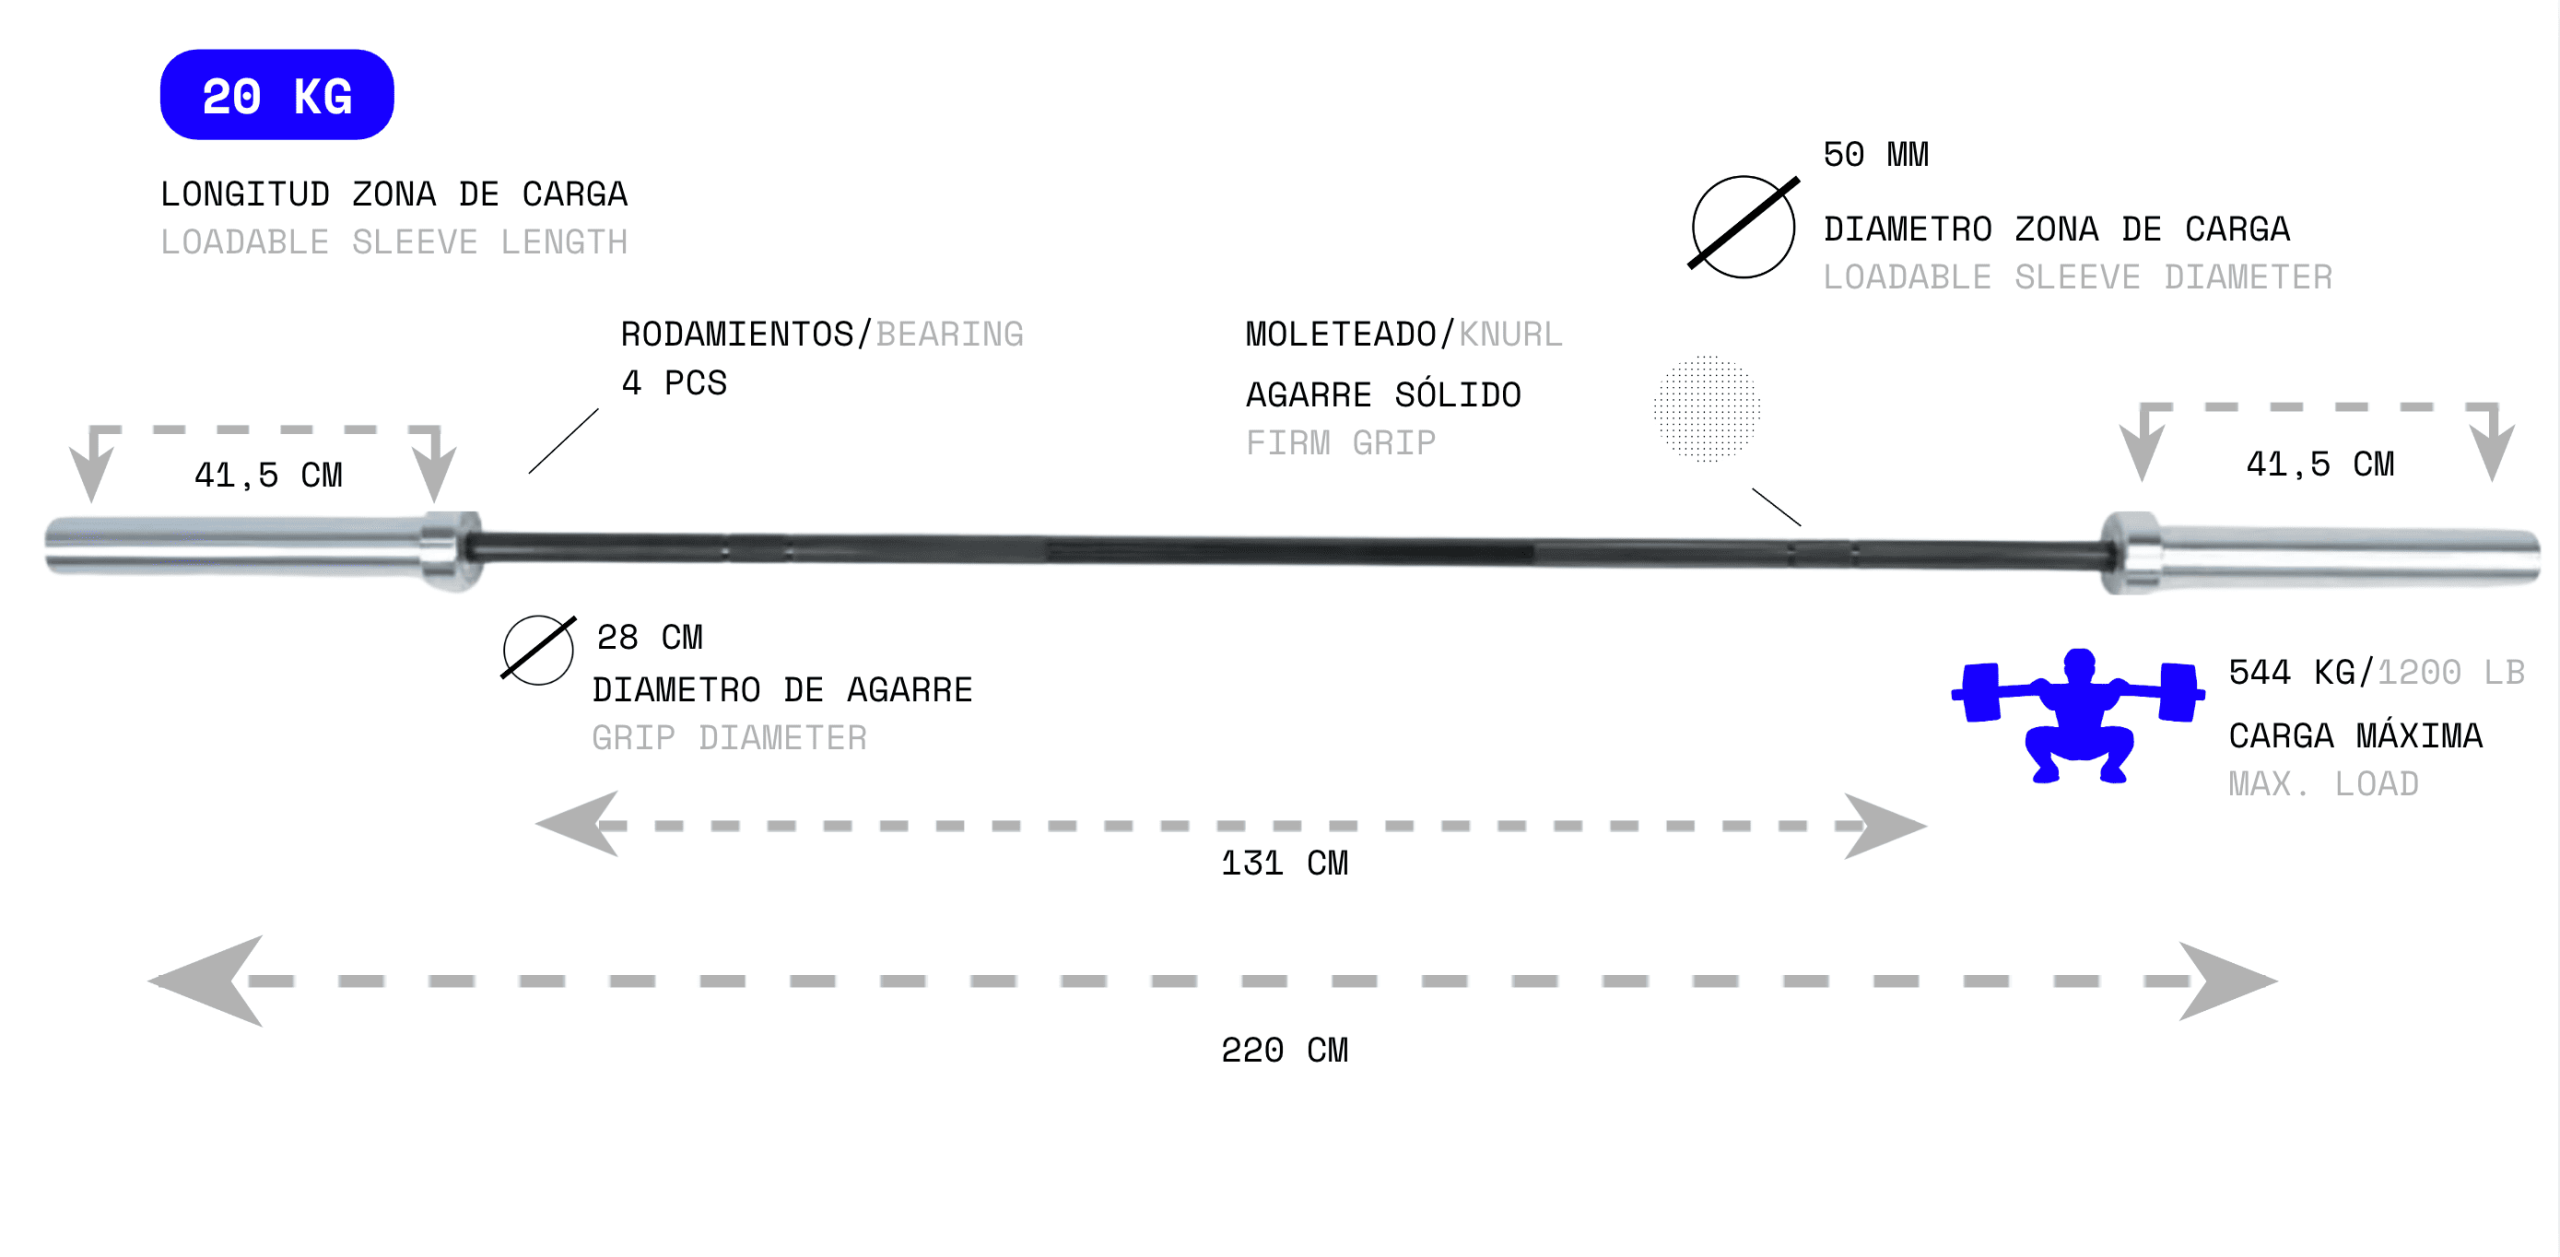 20 KG
LONGITUD ZONA DE CARGA
LOADABLE SLEEVE LENGTH
50 MM
DIAMETRO ZONA DE CARGA
LOADABLE SLEEVE DIAMETER
RODAMIENTOS/BEARING
4 PCS
MOLETEADO/KNURL
AGARRE SÓLIDO
FIRM GRIP
41,5 CM
41,5 CM
28 CM
DIAMETRO DE AGARRE
GRIP DIAMETER
544 KG/1200 LB
CARGA MÁXIMA
MAX. LOAD
131 CM
220 CM